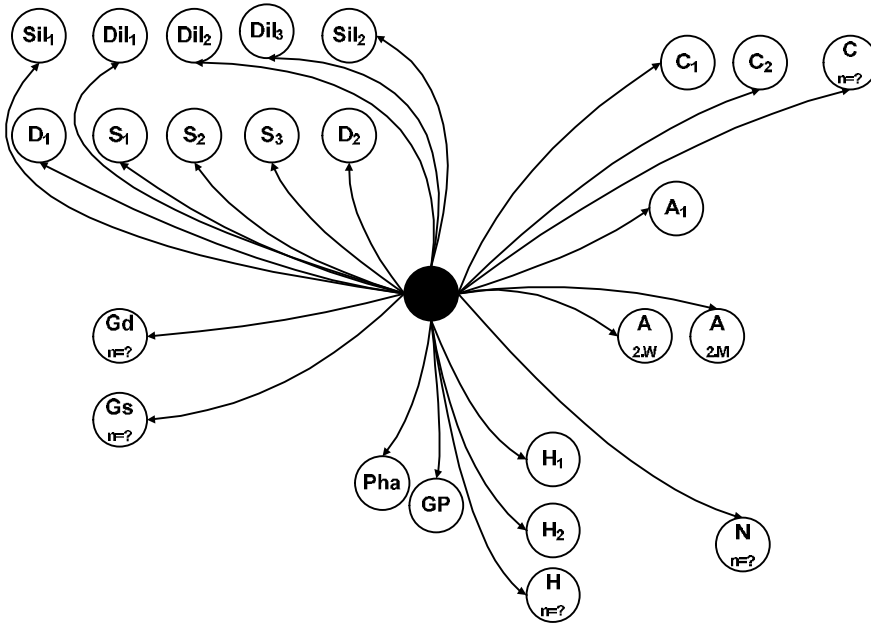 Sil₁ Dil₁ Dil₂ Dil₃ Sil₂
C₁ C₂ C
n=?
D₁ S₁ S₂ S₃ D₂
A₁
Gd
n=?
A
2.W
A
2.M
Gs
n=?
H₁
Pha
GP
H₂
N
n=?
H
n=?